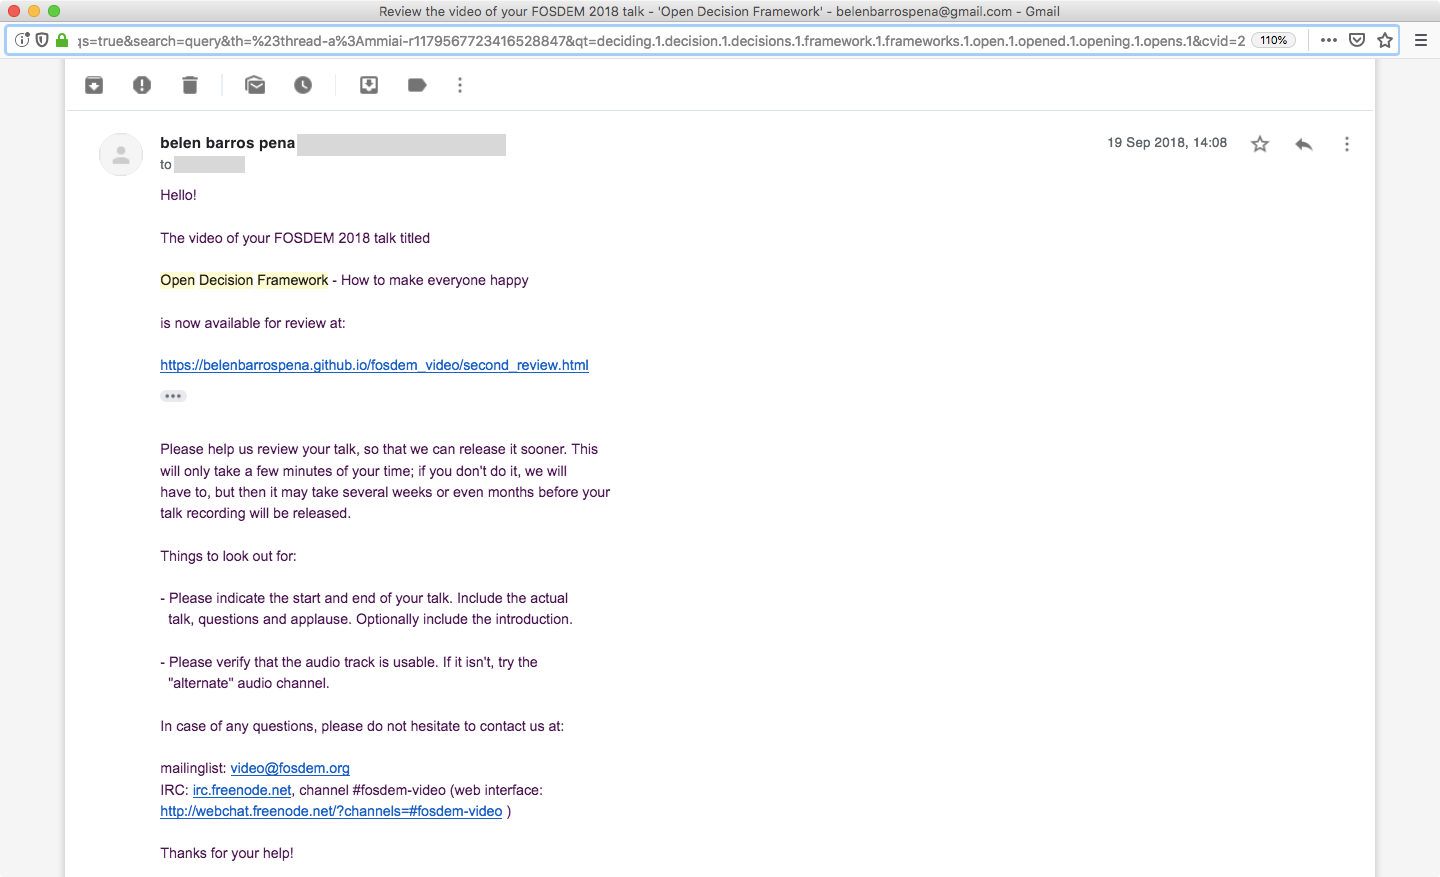 Review the video of your FOSDEM 2018 talk - 'Open Decision Framework' - belenbarrospena@gmail.com - Gmail
qs=true&search=query&th=%23thread-a%3Ammiai-r1179567723416528847&qt=deciding.1.decision.1.decisions.1.framework.1.frameworks.1.open.1.opened.1.opening.1.opens.1&cvid=2 110%
belen barros pena 19 Sep 2018, 14:08
to
Hello!
The video of your FOSDEM 2018 talk titled
Open Decision Framework - How to make everyone happy
is now available for review at:
https://belenbarrospena.github.io/fosdem_video/second_review.html
Please help us review your talk, so that we can release it sooner. This
will only take a few minutes of your time; if you don't do it, we will
have to, but then it may take several weeks or even months before your
talk recording will be released.
Things to look out for:
- Please indicate the start and end of your talk. Include the actual
talk, questions and applause. Optionally include the introduction.
- Please verify that the audio track is usable. If it isn't, try the
"alternate" audio channel.
In case of any questions, please do not hesitate to contact us at:
mailinglist: video@fosdem.org
IRC: irc.freenode.net, channel #fosdem-video (web interface:
http://webchat.freenode.net/?channels=#fosdem-video )
Thanks for your help!